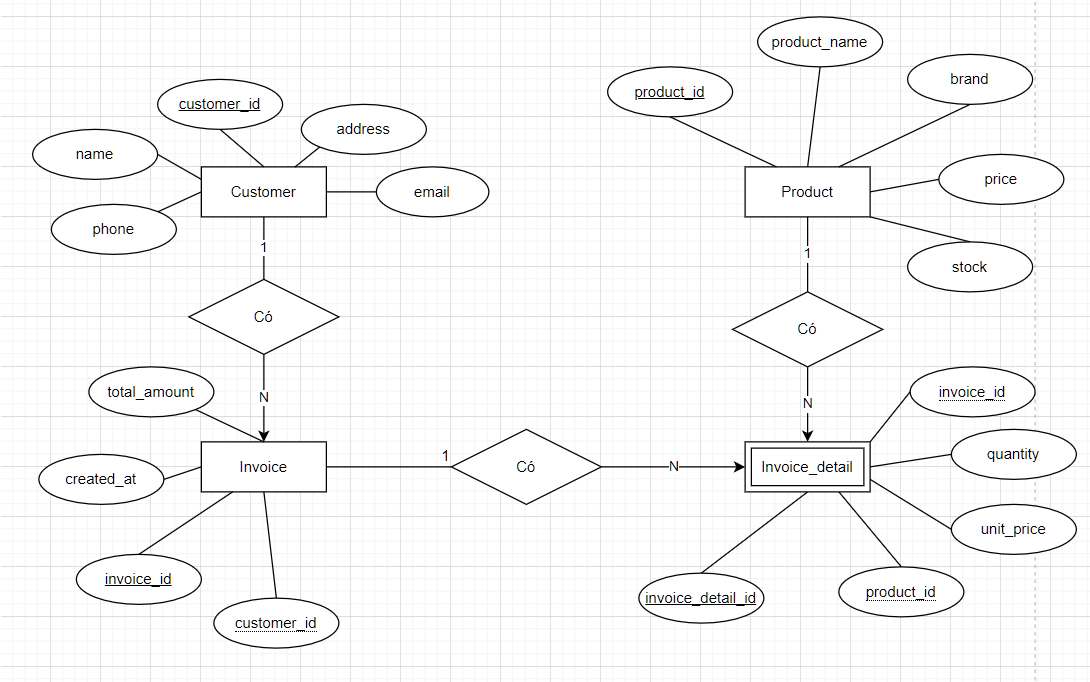 product_name
brand
product_id
customer_id
address
name
Customer
email
phone
Product
price
stock
1
1
Có
Có
total_amount
N
N
invoice_id
1
quantity
created_at
Invoice
Có
N
Invoice_detail
unit_price
invoice_id
customer_id
invoice_detail_id
product_id